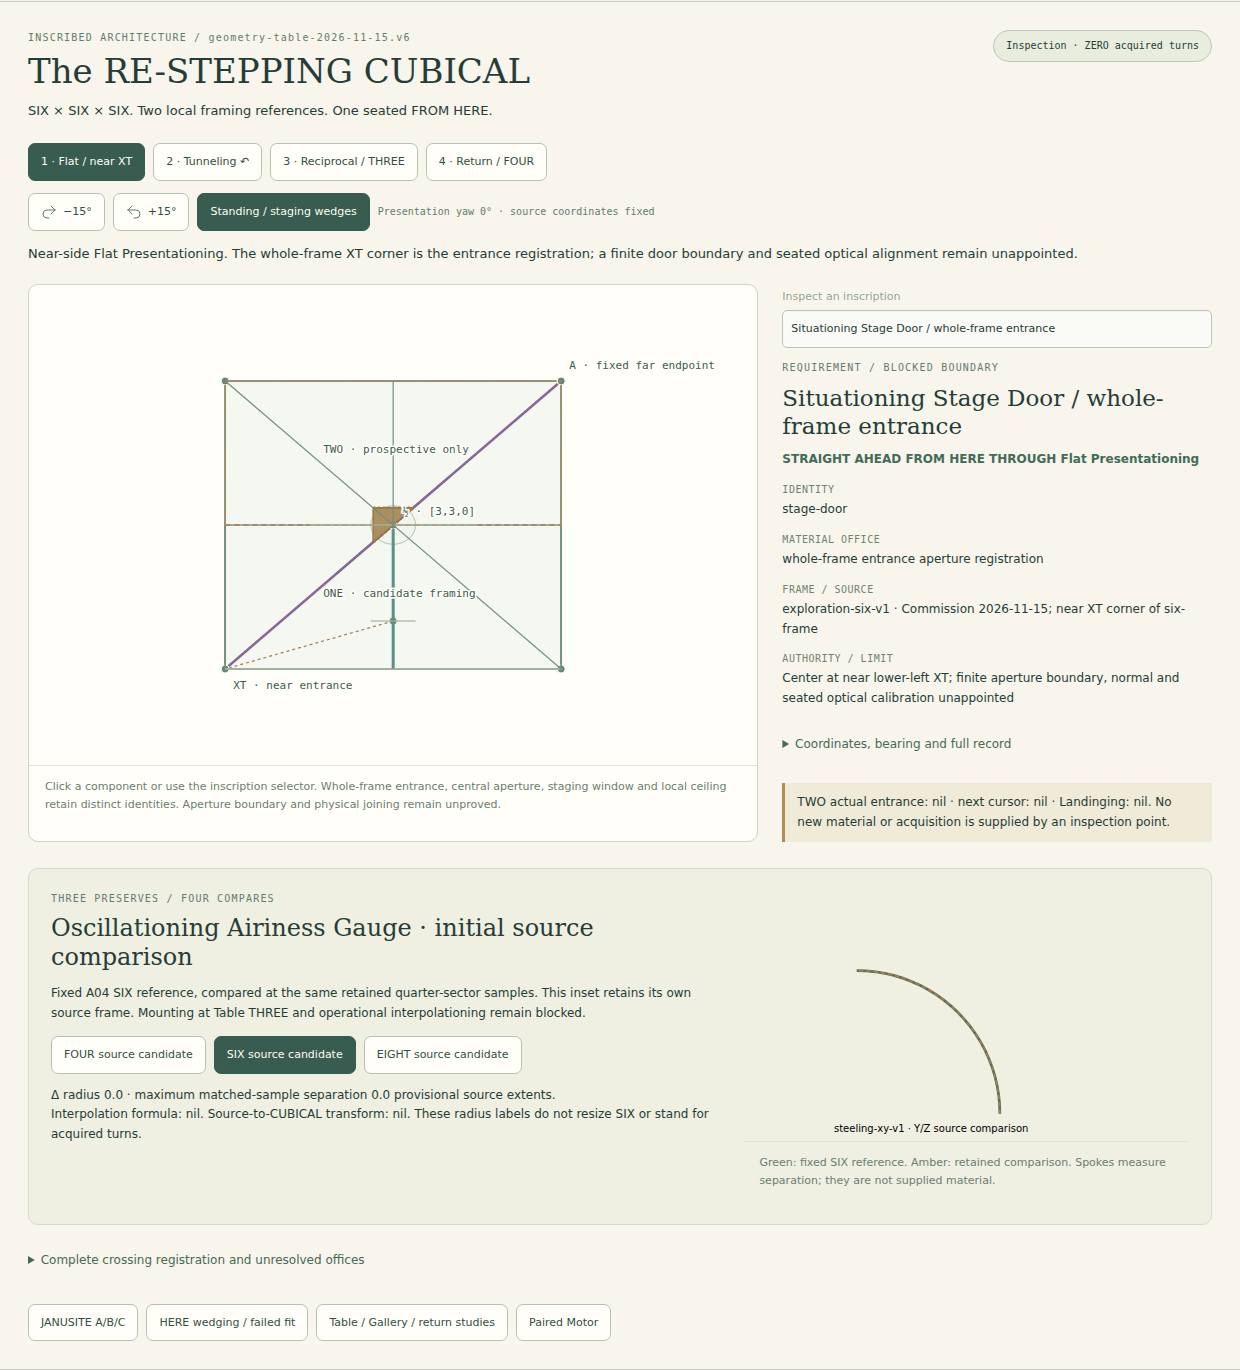 INSCRIBED ARCHITECTURE / geometry-table-2026-11-15.v6
Inspection · ZERO acquired turns
The RE-STEPPING CUBICAL
SIX × SIX × SIX. Two local framing references. One seated FROM HERE.
1 · Flat / near XT
2 · Tunneling ↶
3 · Reciprocal / THREE
4 · Return / FOUR
−15°
+15°
Standing / staging wedges
Presentation yaw 0° · source coordinates fixed
Near-side Flat Presentationing. The whole-frame XT corner is the entrance registration; a finite door boundary and seated optical alignment remain unappointed.
A · fixed far endpoint
TWO · prospective only
½ · [3,3,0]
ONE · candidate framing
XT · near entrance
Click a component or use the inscription selector. Whole-frame entrance, central aperture, staging window and local ceiling
retain distinct identities. Aperture boundary and physical joining remain unproved.
Inspect an inscription
Situationing Stage Door / whole-frame entrance
REQUIREMENT / BLOCKED BOUNDARY
Situationing Stage Door / whole-
frame entrance
STRAIGHT AHEAD FROM HERE THROUGH Flat Presentationing
IDENTITY
stage-door
MATERIAL OFFICE
whole-frame entrance aperture registration
FRAME / SOURCE
exploration-six-v1 · Commission 2026-11-15; near XT corner of six-
frame
AUTHORITY / LIMIT
Center at near lower-left XT; finite aperture boundary, normal and
seated optical calibration unappointed
Coordinates, bearing and full record
TWO actual entrance: nil · next cursor: nil · Landinging: nil. No
new material or acquisition is supplied by an inspection point.
THREE PRESERVES / FOUR COMPARES
Oscillationing Airiness Gauge · initial source
comparison
Fixed A04 SIX reference, compared at the same retained quarter-sector samples. This inset retains its own
source frame. Mounting at Table THREE and operational interpolationing remain blocked.
FOUR source candidate
SIX source candidate
EIGHT source candidate
Δ radius 0.0 · maximum matched-sample separation 0.0 provisional source extents.
Interpolation formula: nil. Source-to-CUBICAL transform: nil. These radius labels do not resize SIX or stand for
acquired turns.
steeling-xy-v1 · Y/Z source comparison
Green: fixed SIX reference. Amber: retained comparison. Spokes measure
separation; they are not supplied material.
Complete crossing registration and unresolved offices
JANUSITE A/B/C
HERE wedging / failed fit
Table / Gallery / return studies
Paired Motor